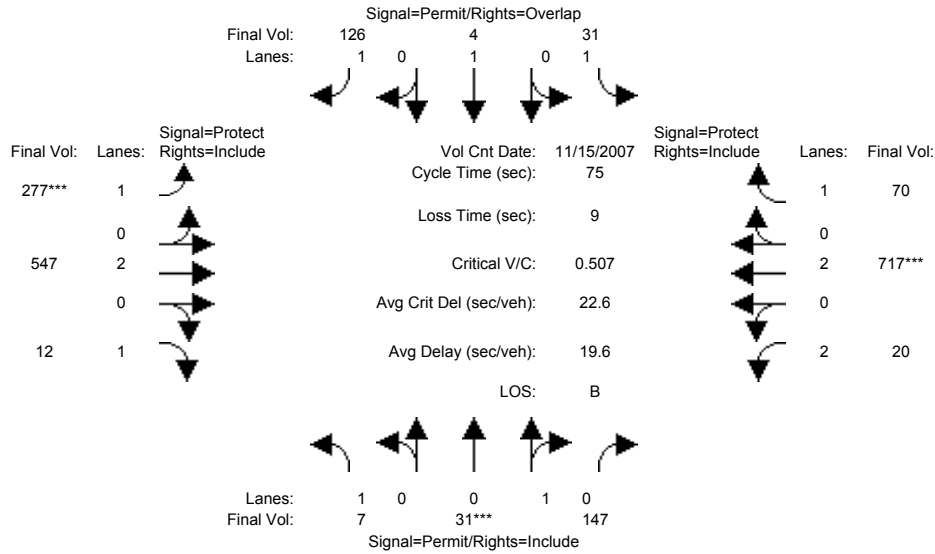 Signal=Permit/Rights=Overlap
Final Vol: 126 4 31
Lanes: 1 0 1 0 1
Signal=Protect Signal=Protect
Final Vol: Lanes: Rights=Include Vol Cnt Date: 11/15/2007 Rights=Include Lanes: Final Vol:
Cycle Time (sec): 75
277*** 1 1 70
Loss Time (sec): 9
0 0
547 2 Critical V/C: 0.507 2 717***
0 Avg Crit Del (sec/veh): 22.6 0
12 1 Avg Delay (sec/veh): 19.6 2 20
LOS: B
Lanes: 1 0 0 1 0
Final Vol: 7 31*** 147
Signal=Permit/Rights=Include